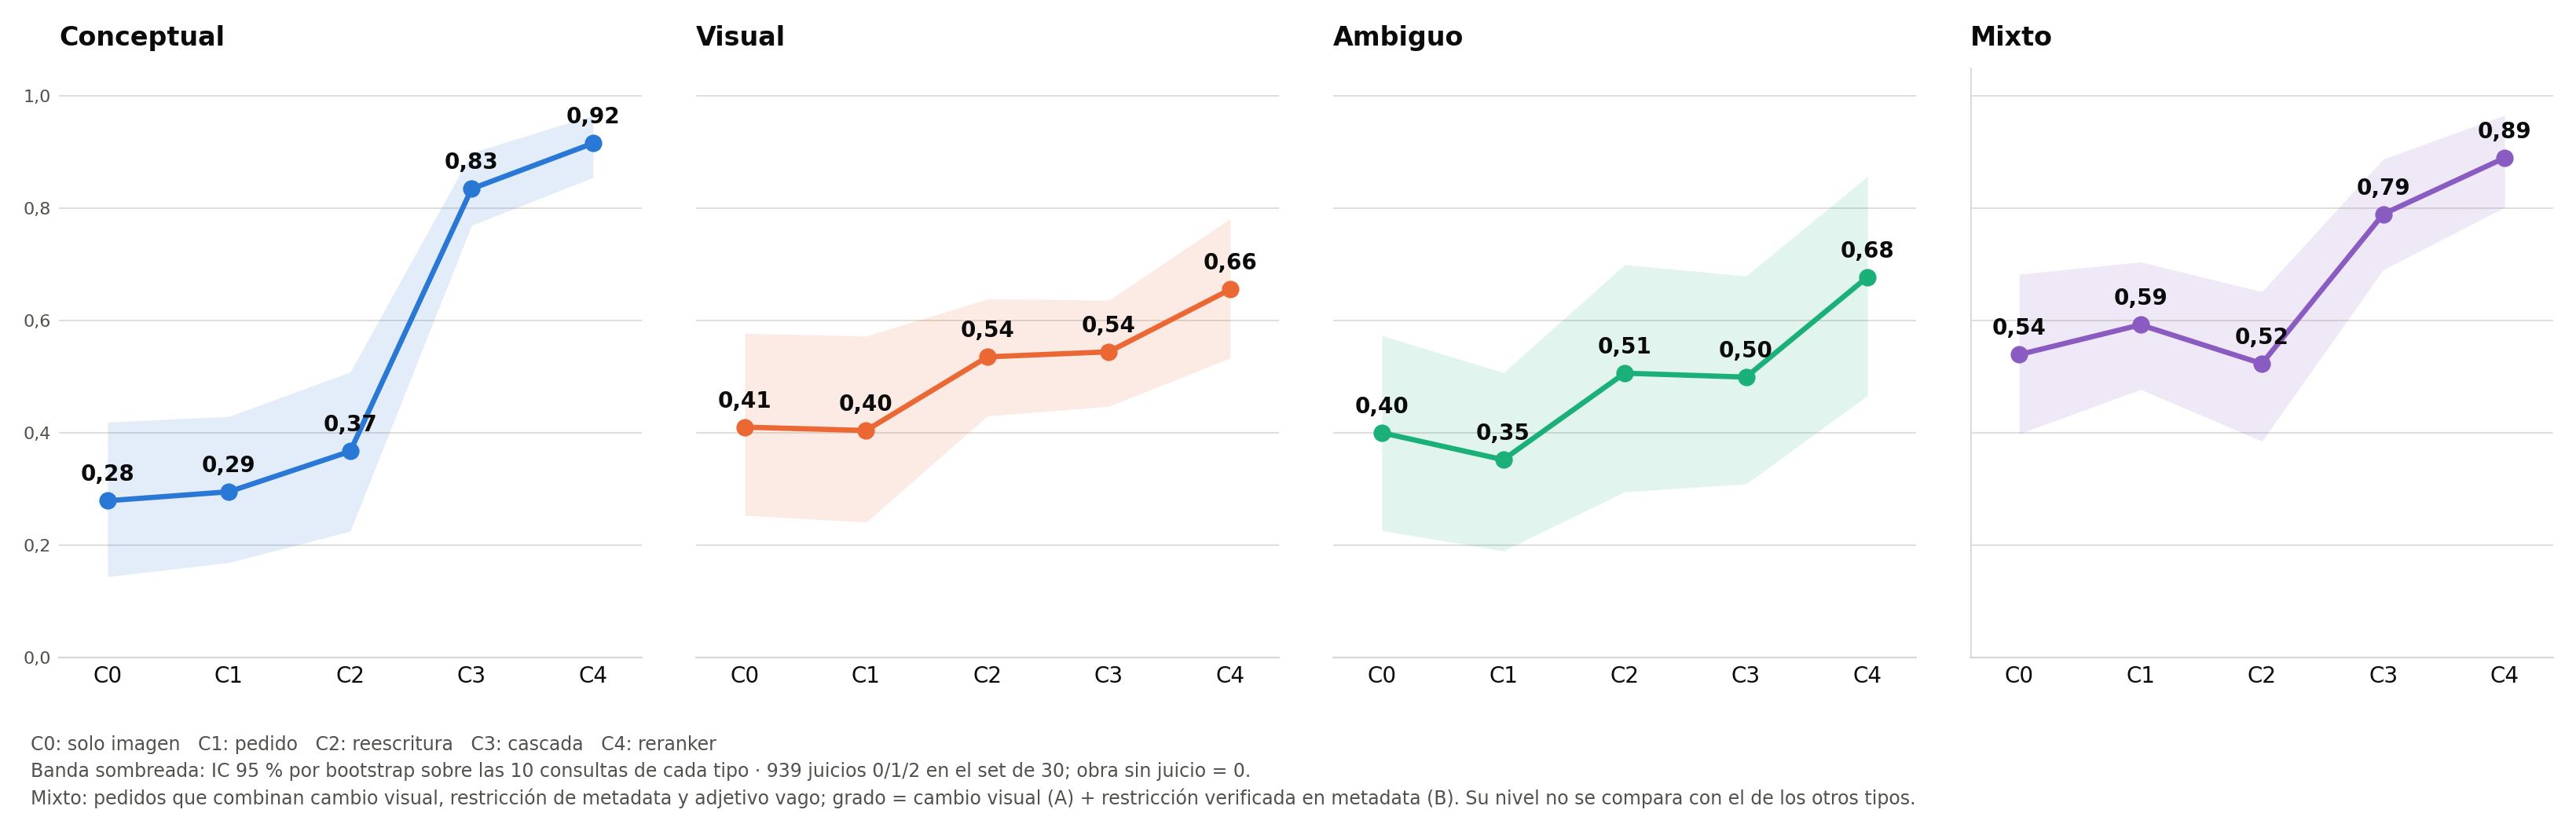 Conceptual
Visual
Ambiguo
Mixto
1,0
0,8
0,6
0,4
0,2
0,0
0,28
0,29
0,37
0,83
0,92
C0 C1 C2 C3 C4
0,41
0,40
0,54
0,54
0,66
C0 C1 C2 C3 C4
0,40
0,35
0,51
0,50
0,68
C0 C1 C2 C3 C4
0,54
0,59
0,52
0,79
0,89
C0 C1 C2 C3 C4
C0: solo imagen C1: pedido C2: reescritura C3: cascada C4: reranker
Banda sombreada: IC 95 % por bootstrap sobre las 10 consultas de cada tipo · 939 juicios 0/1/2 en el set de 30; obra sin juicio = 0.
Mixto: pedidos que combinan cambio visual, restricción de metadata y adjetivo vago; grado = cambio visual (A) + restricción verificada en metadata (B). Su nivel no se compara con el de los otros tipos.